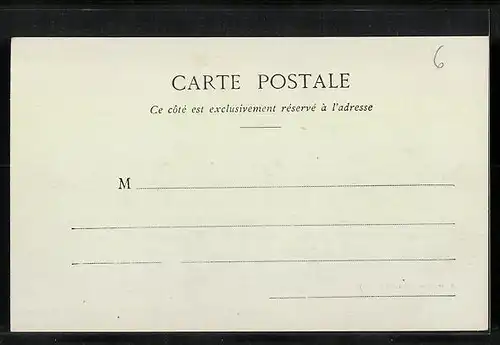 6
CARTE POSTALE
Ce côté est exclusivement réservé à l'adresse
M